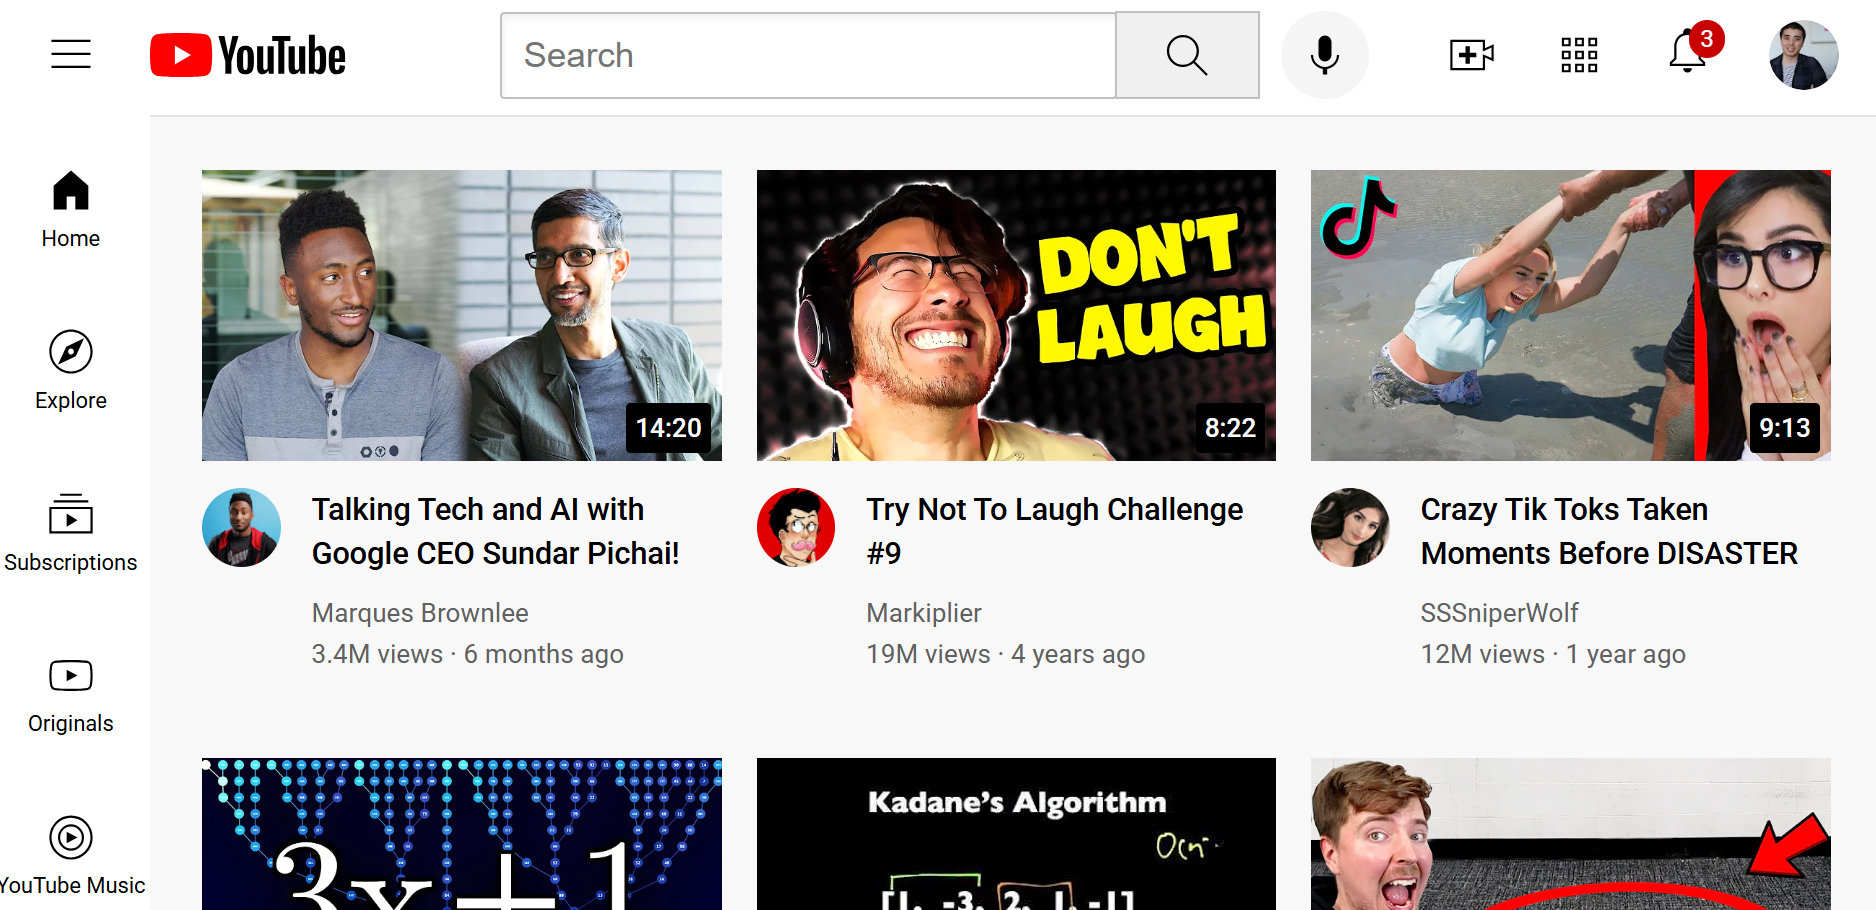 YouTube
Search
3
Home
Explore
Subscriptions
Originals
YouTube Music
DON'T
LAUGH
14:20
8:22
9:13
Talking Tech and AI with
Google CEO Sundar Pichai!
Marques Brownlee
3.4M views · 6 months ago
Try Not To Laugh Challenge
#9
Markiplier
19M views · 4 years ago
Crazy Tik Toks Taken
Moments Before DISASTER
SSSniperWolf
12M views · 1 year ago
3x+1
Kadane's Algorithm
[1, -3, 2, 1, -1]